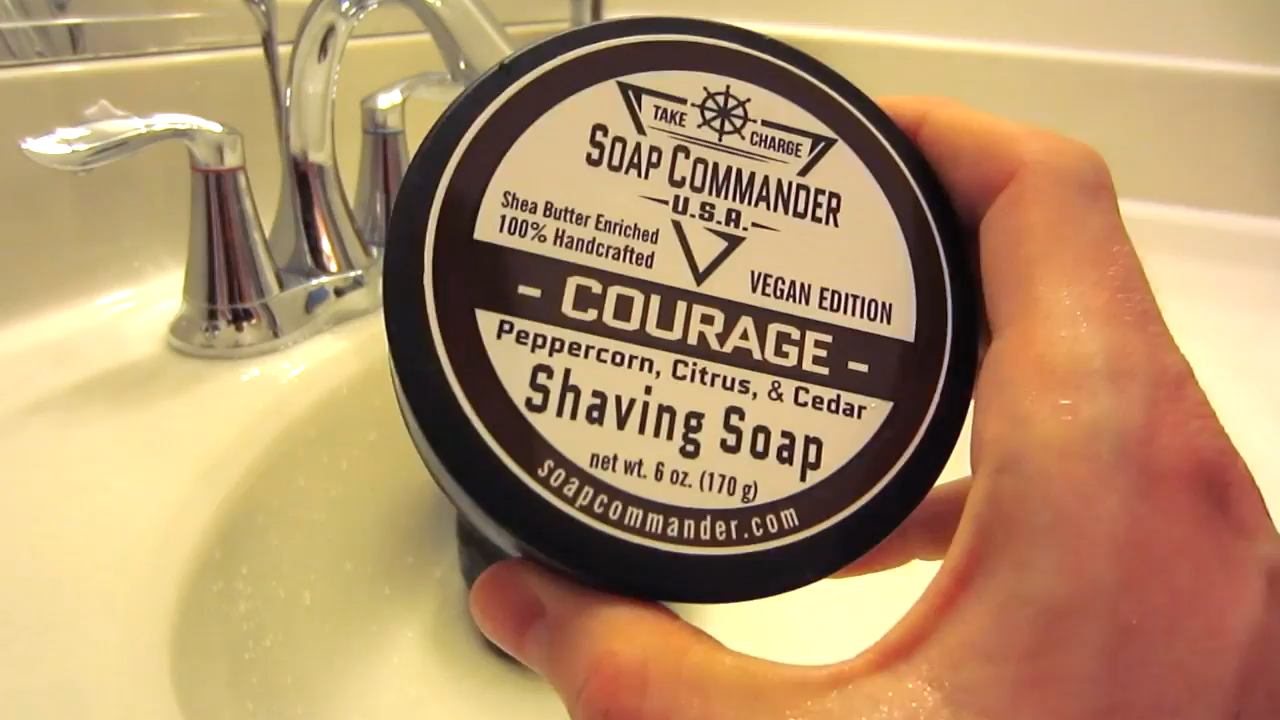 TAKE CHARGE
SOAP COMMANDER
U.S.A.
Shea Butter Enriched
100% Handcrafted
VEGAN EDITION
- COURAGE -
Peppercorn, Citrus, & Cedar
Shaving Soap
net wt. 6 oz. (170 g)
soapcommander.com